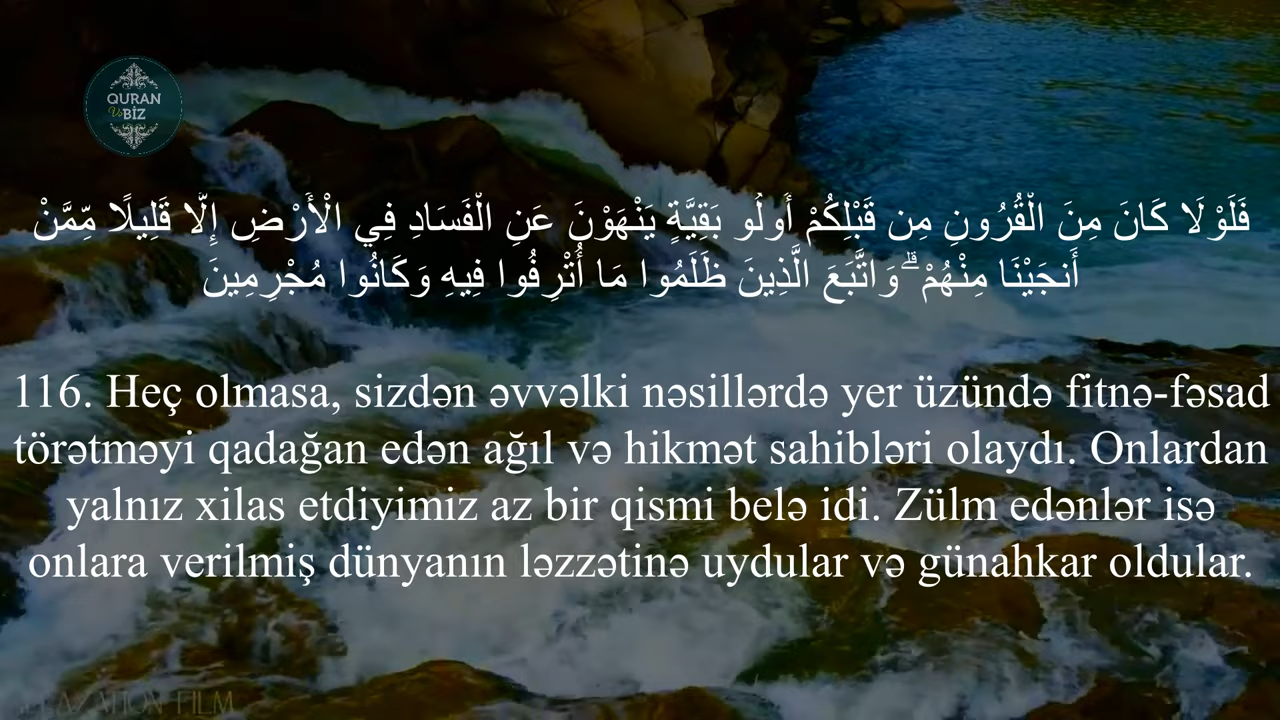 QURAN
Və BİZ
فَلَوْلَا كَانَ مِنَ الْقُرُونِ مِن قَبْلِكُمْ أُولُو بَقِيَّةٍ يَنْهَوْنَ عَنِ الْفَسَادِ فِي الْأَرْضِ إِلَّا قَلِيلًا مِّمَّنْ
أَنجَيْنَا مِنْهُمْ ۗ وَاتَّبَعَ الَّذِينَ ظَلَمُوا مَا أُتْرِفُوا فِيهِ وَكَانُوا مُجْرِمِينَ
116. Heç olmasa, sizdən əvvəlki nəsillərdə yer üzündə fitnə-fəsad
törətməyi qadağan edən ağıl və hikmət sahibləri olaydı. Onlardan
yalnız xilas etdiyimiz az bir qismi belə idi. Zülm edənlər isə
onlara verilmiş dünyanın ləzzətinə uydular və günahkar oldular.
FILM